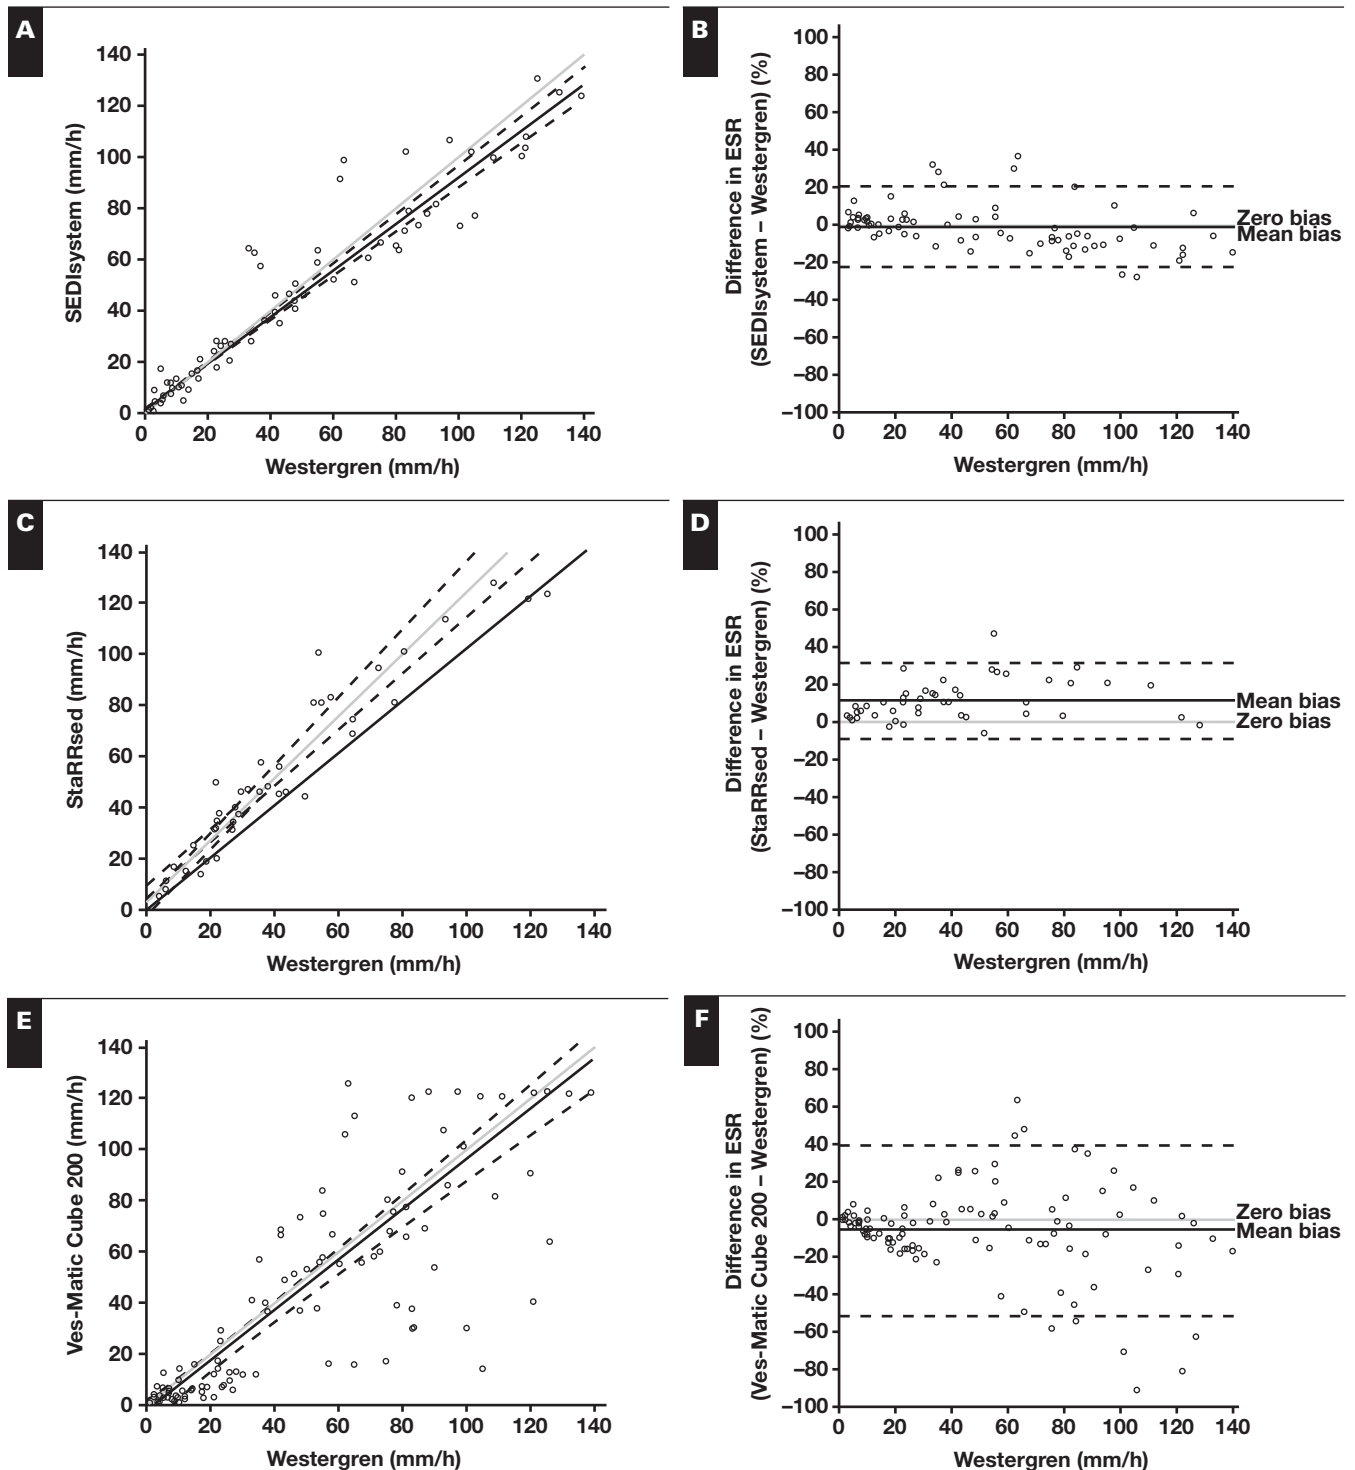 A
140
120
100
80
60
40
20
0
0 20 40 60 80 100 120 140
SEDIsystem (mm/h)
Westergren (mm/h)
B
100
80
60
40
20
0
−20
−40
−60
−80
−100
0 20 40 60 80 100 120 140
Difference in ESR
(SEDIsystem – Westergren) (%)
Zero bias
Mean bias
Westergren (mm/h)
C
140
120
100
80
60
40
20
0
0 20 40 60 80 100 120 140
StaRRsed (mm/h)
Westergren (mm/h)
D
100
80
60
40
20
0
−20
−40
−60
−80
−100
0 20 40 60 80 100 120 140
Difference in ESR
(StaRRsed – Westergren) (%)
Mean bias
Zero bias
Westergren (mm/h)
E
140
120
100
80
60
40
20
0
0 20 40 60 80 100 120 140
Ves-Matic Cube 200 (mm/h)
Westergren (mm/h)
F
100
80
60
40
20
0
−20
−40
−60
−80
−100
0 20 40 60 80 100 120 140
Difference in ESR
(Ves-Matic Cube 200 – Westergren) (%)
Zero bias
Mean bias
Westergren (mm/h)